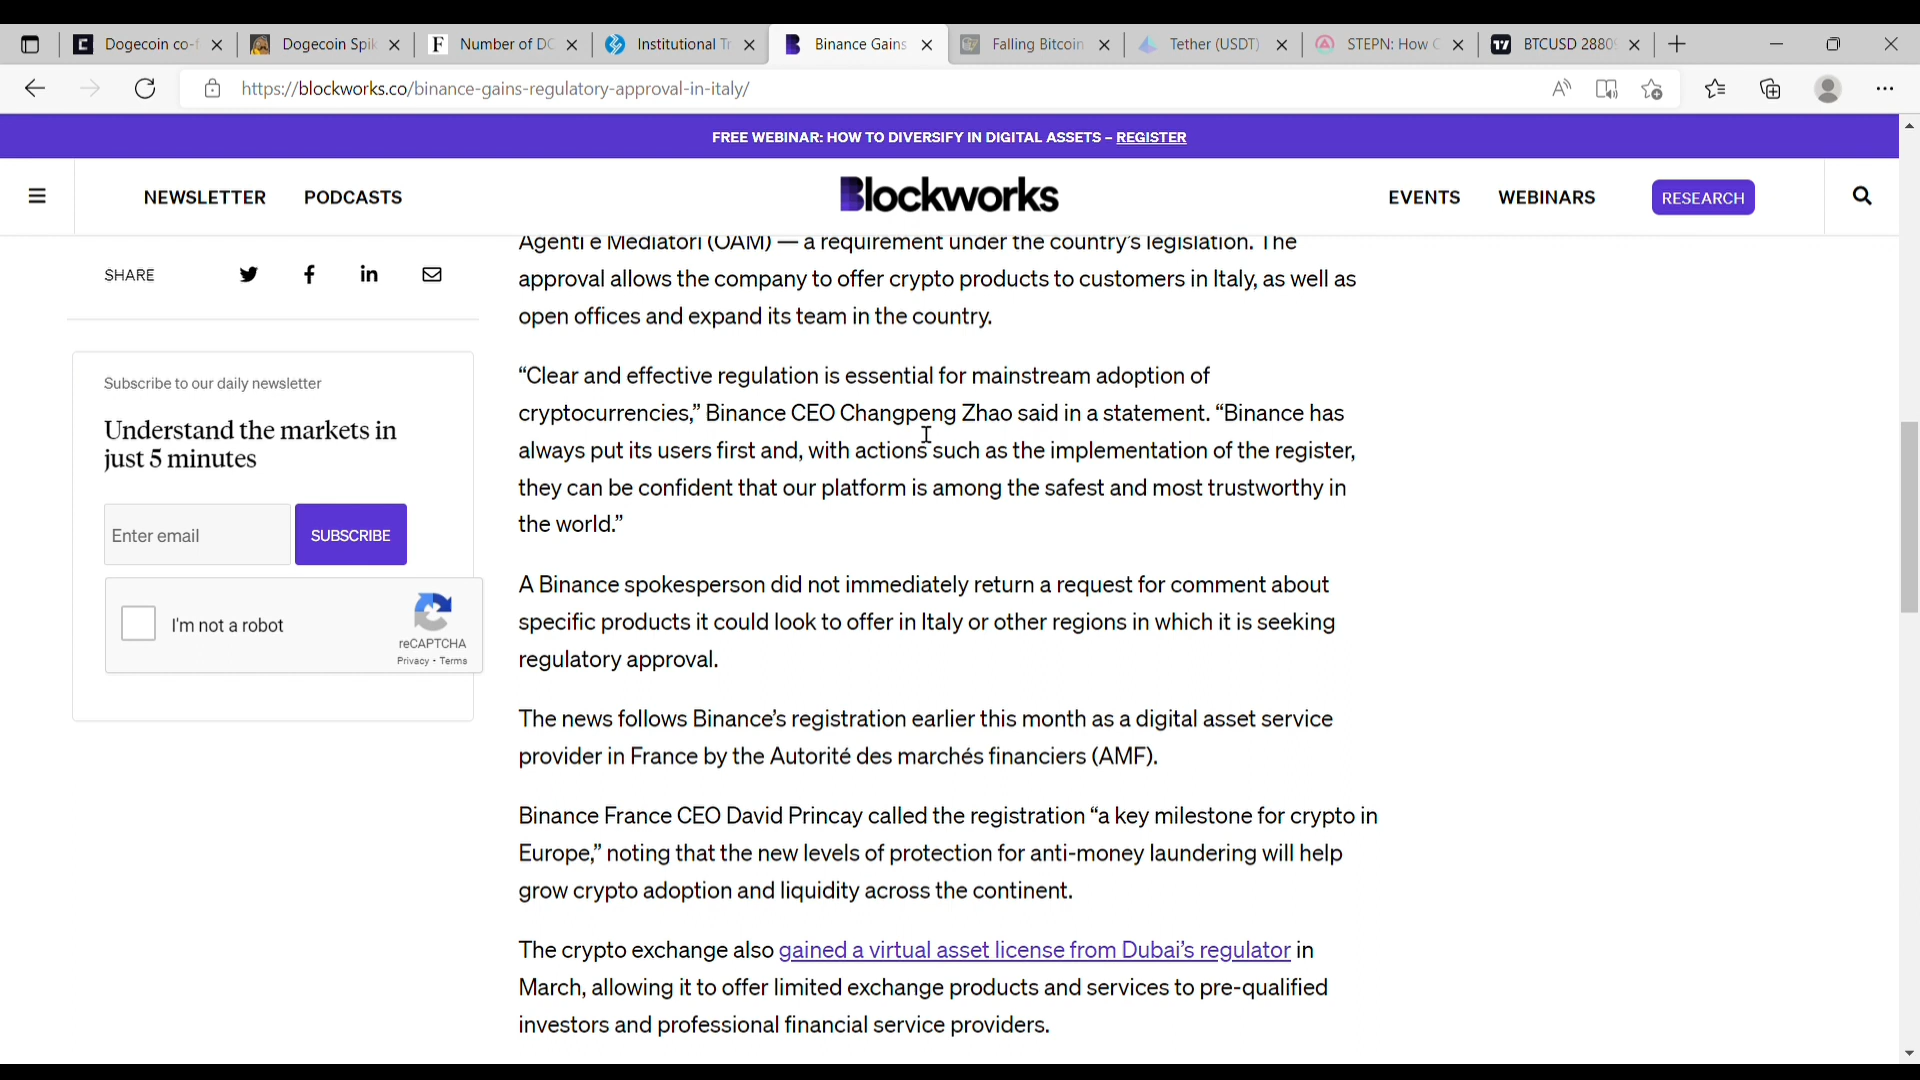 Dogecoin co-f
Dogecoin Spik
Number of DO
Institutional Tr
Binance Gains
Falling Bitcoin
Tether (USDT)
STEPN: How C
BTCUSD 2880
https://blockworks.co/binance-gains-regulatory-approval-in-italy/
FREE WEBINAR: HOW TO DIVERSIFY IN DIGITAL ASSETS – REGISTER
NEWSLETTER
PODCASTS
Blockworks
EVENTS
WEBINARS
RESEARCH
SHARE
Subscribe to our daily newsletter
Understand the markets in
just 5 minutes
Enter email
SUBSCRIBE
I'm not a robot
reCAPTCHA
Privacy - Terms
Agenti e Mediatori (OAM) — a requirement under the country's legislation. The
approval allows the company to offer crypto products to customers in Italy, as well as
open offices and expand its team in the country.
“Clear and effective regulation is essential for mainstream adoption of
cryptocurrencies,” Binance CEO Changpeng Zhao said in a statement. “Binance has
always put its users first and, with actions such as the implementation of the register,
they can be confident that our platform is among the safest and most trustworthy in
the world.”
A Binance spokesperson did not immediately return a request for comment about
specific products it could look to offer in Italy or other regions in which it is seeking
regulatory approval.
The news follows Binance’s registration earlier this month as a digital asset service
provider in France by the Autorité des marchés financiers (AMF).
Binance France CEO David Princay called the registration “a key milestone for crypto in
Europe,” noting that the new levels of protection for anti-money laundering will help
grow crypto adoption and liquidity across the continent.
The crypto exchange also gained a virtual asset license from Dubai’s regulator in
March, allowing it to offer limited exchange products and services to pre-qualified
investors and professional financial service providers.